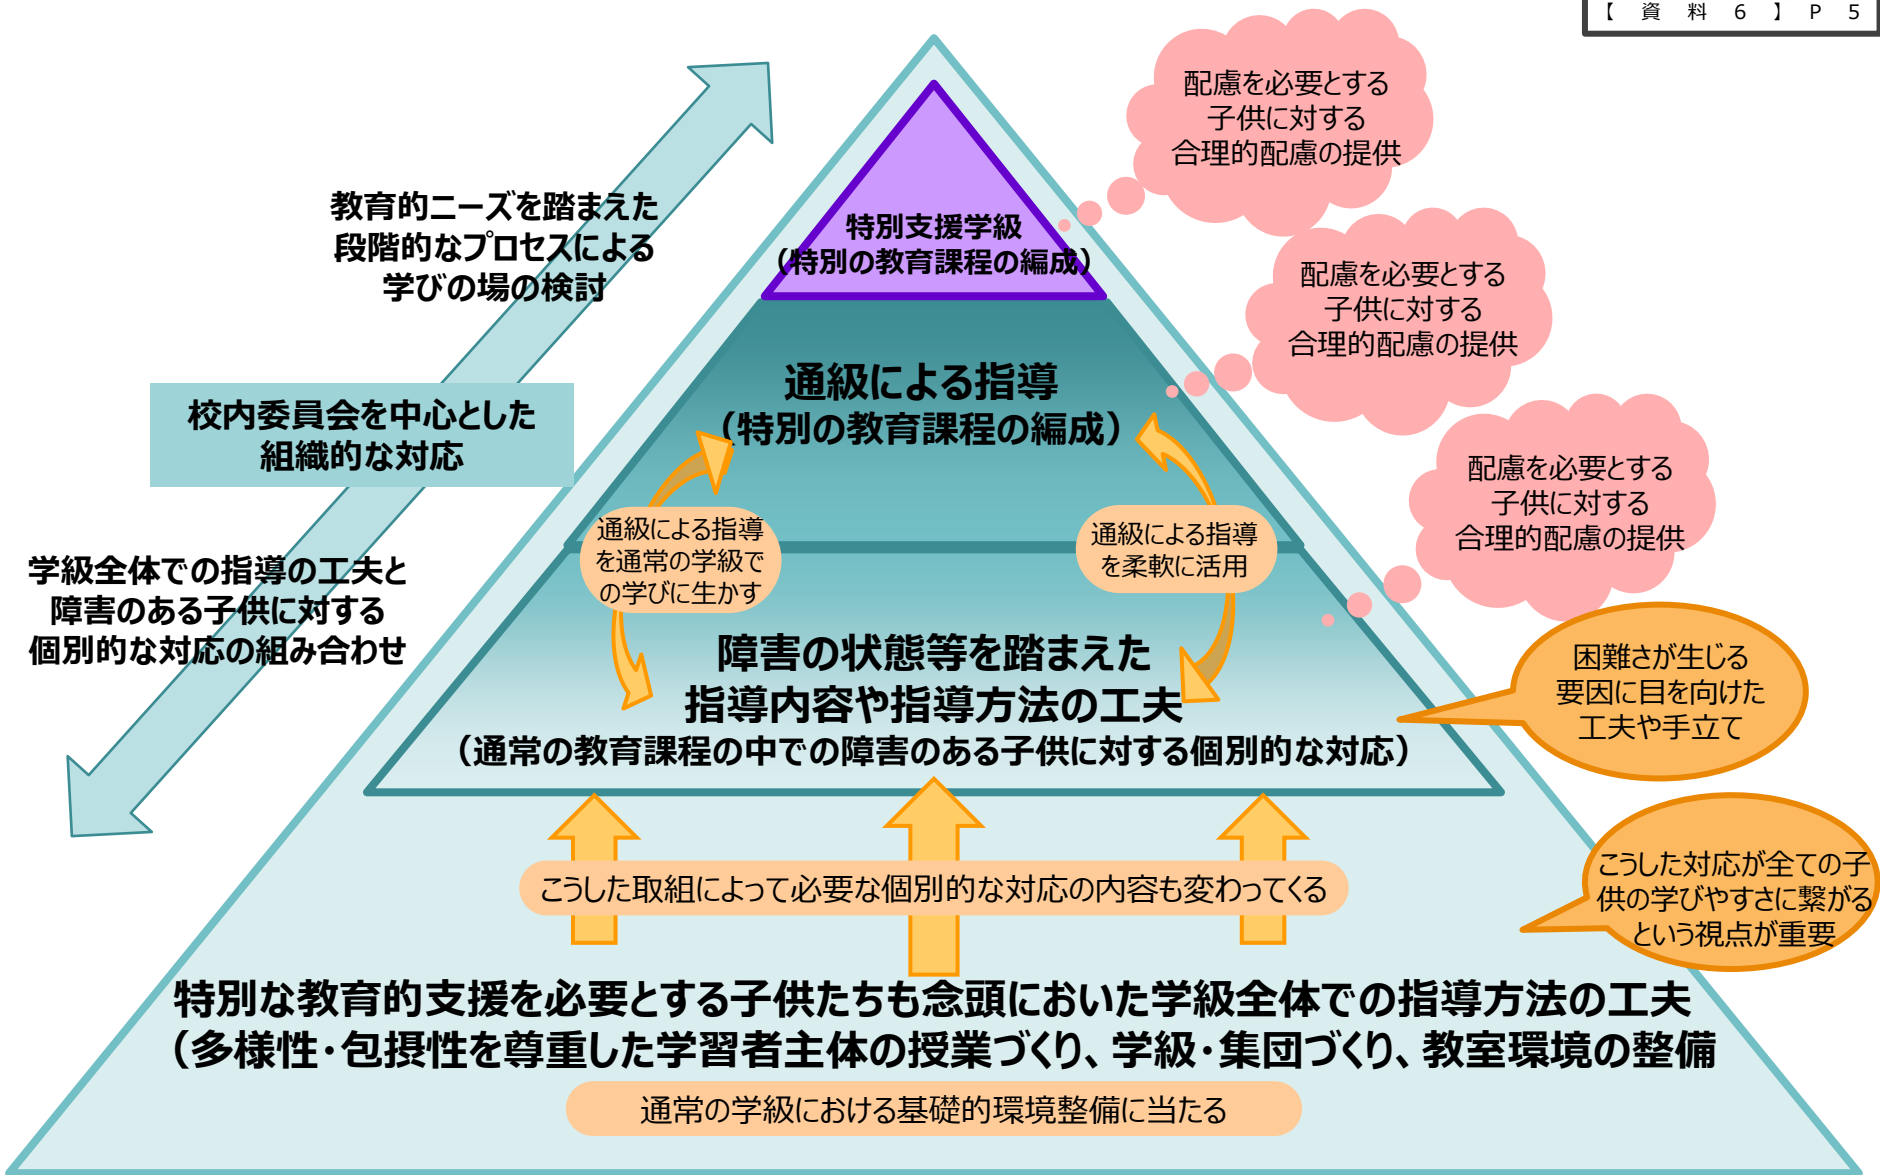 【資料6】P5
配慮を必要とする
子供に対する
合理的配慮の提供
教育的ニーズを踏まえた
段階的なプロセスによる
学びの場の検討
特別支援学級
（特別の教育課程の編成）
配慮を必要とする
子供に対する
合理的配慮の提供
校内委員会を中心とした
組織的な対応
通級による指導
（特別の教育課程の編成）
配慮を必要とする
子供に対する
合理的配慮の提供
通級による指導
を通常の学級で
の学びに生かす
通級による指導
を柔軟に活用
学級全体での指導の工夫と
障害のある子供に対する
個別的な対応の組み合わせ
障害の状態等を踏まえた
指導内容や指導方法の工夫
（通常の教育課程の中での障害のある子供に対する個別的な対応）
困難さが生じる
要因に目を向けた
工夫や手立て
こうした取組によって必要な個別的な対応の内容も変わってくる
こうした対応が全ての子
供の学びやすさに繋がる
という視点が重要
特別な教育的支援を必要とする子供たちも念頭においた学級全体での指導方法の工夫
（多様性・包摂性を尊重した学習者主体の授業づくり、学級・集団づくり、教室環境の整備
通常の学級における基礎的環境整備に当たる